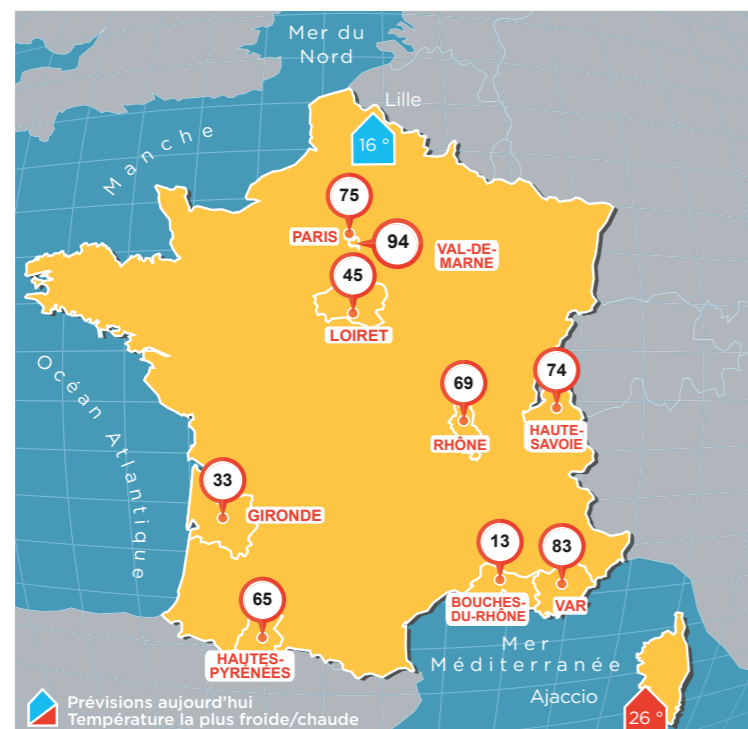 Mer du
Nord
Lille
Manche
16 °
75
PARIS
94
VAL-DE-
MARNE
45
LOIRET
Océan Atlantique
69
RHÔNE
74
HAUTE-
SAVOIE
33
GIRONDE
13
BOUCHES-
DU-RHÔNE
83
VAR
65
HAUTES-
PYRÉNÉES
Mer
Méditerranée
Ajaccio
26 °
Prévisions aujourd'hui
Température la plus froide/chaude